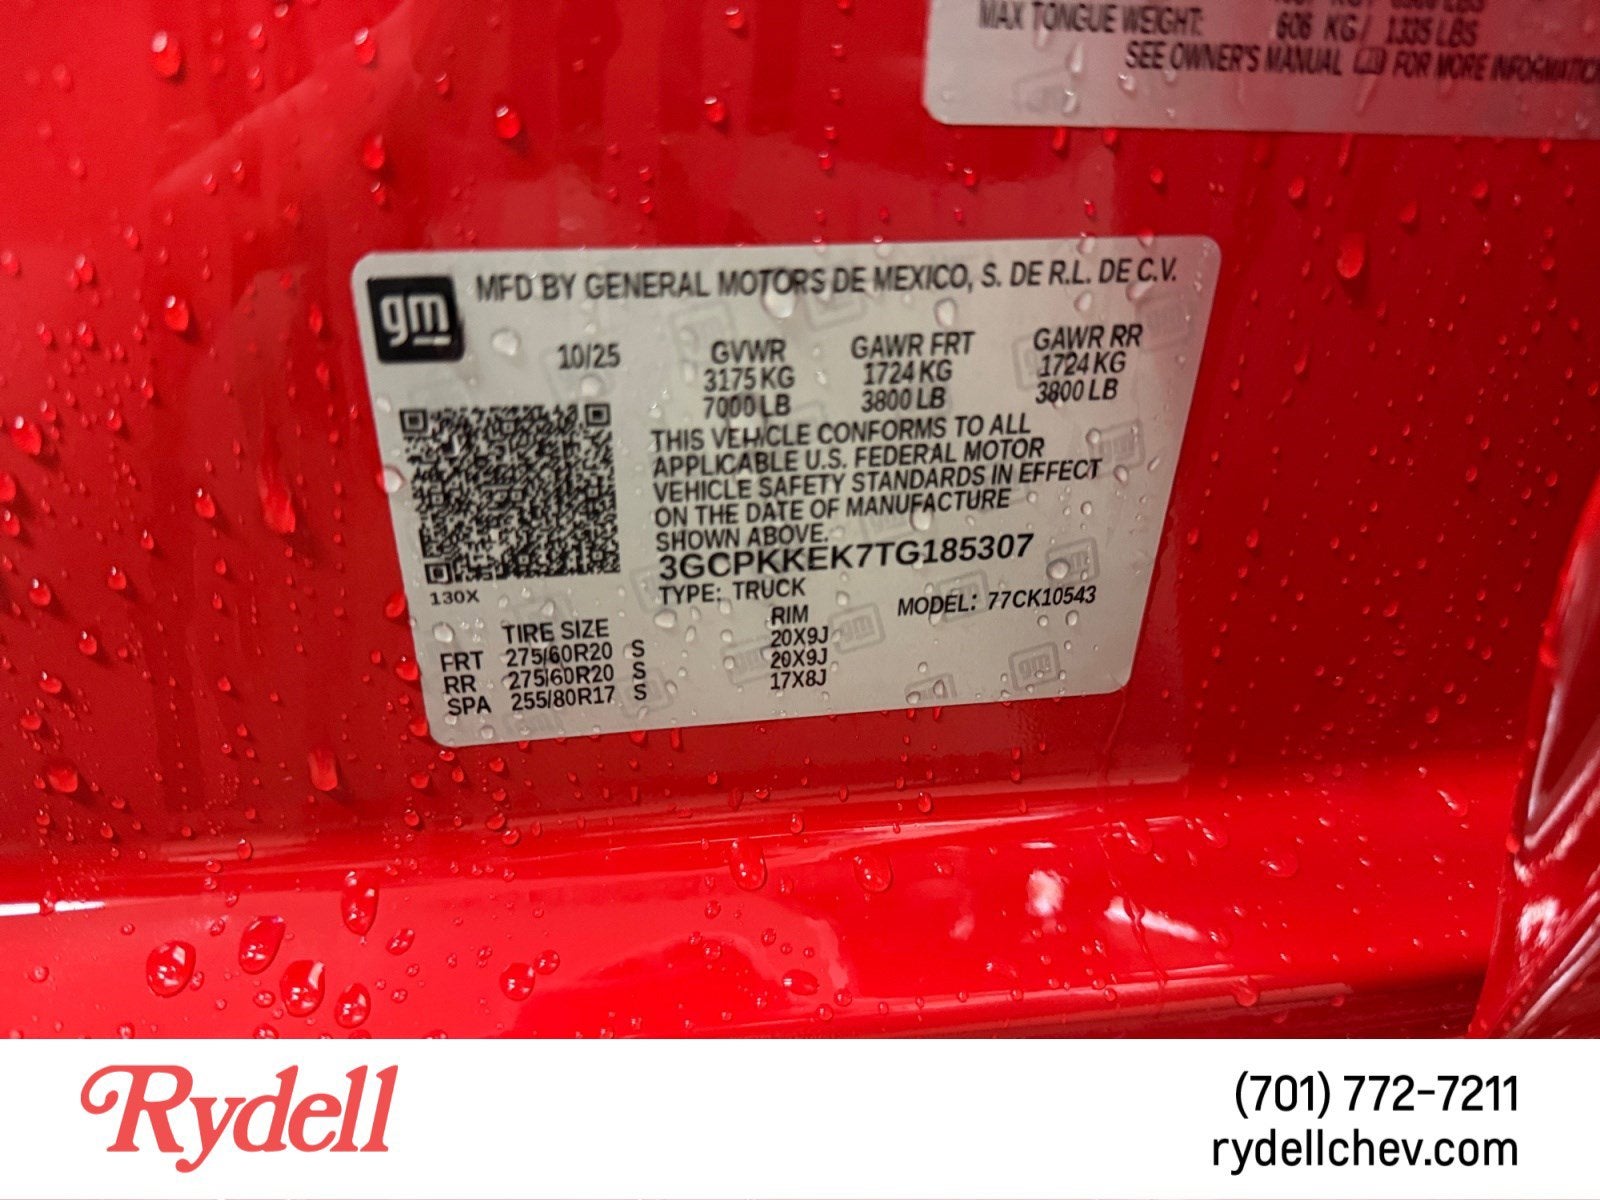 MAX TONGUE WEIGHT: 606 KG / 1335 LBS
SEE OWNER'S MANUAL FOR MORE INFORMATION
gm
MFD BY GENERAL MOTORS DE MEXICO, S. DE R.L. DE C.V.
10/25 GVWR GAWR FRT GAWR RR
3175 KG 1724 KG 1724 KG
7000 LB 3800 LB 3800 LB
THIS VEHICLE CONFORMS TO ALL
APPLICABLE U.S. FEDERAL MOTOR
VEHICLE SAFETY STANDARDS IN EFFECT
ON THE DATE OF MANUFACTURE
SHOWN ABOVE.
3GCPKKEK7TG185307
130X
TYPE: TRUCK MODEL: 77CK10543
TIRE SIZE RIM
FRT 275/60R20 S 20X9J
RR 275/60R20 S 20X9J
SPA 255/80R17 S 17X8J
Rydell
(701) 772-7211
rydellchev.com